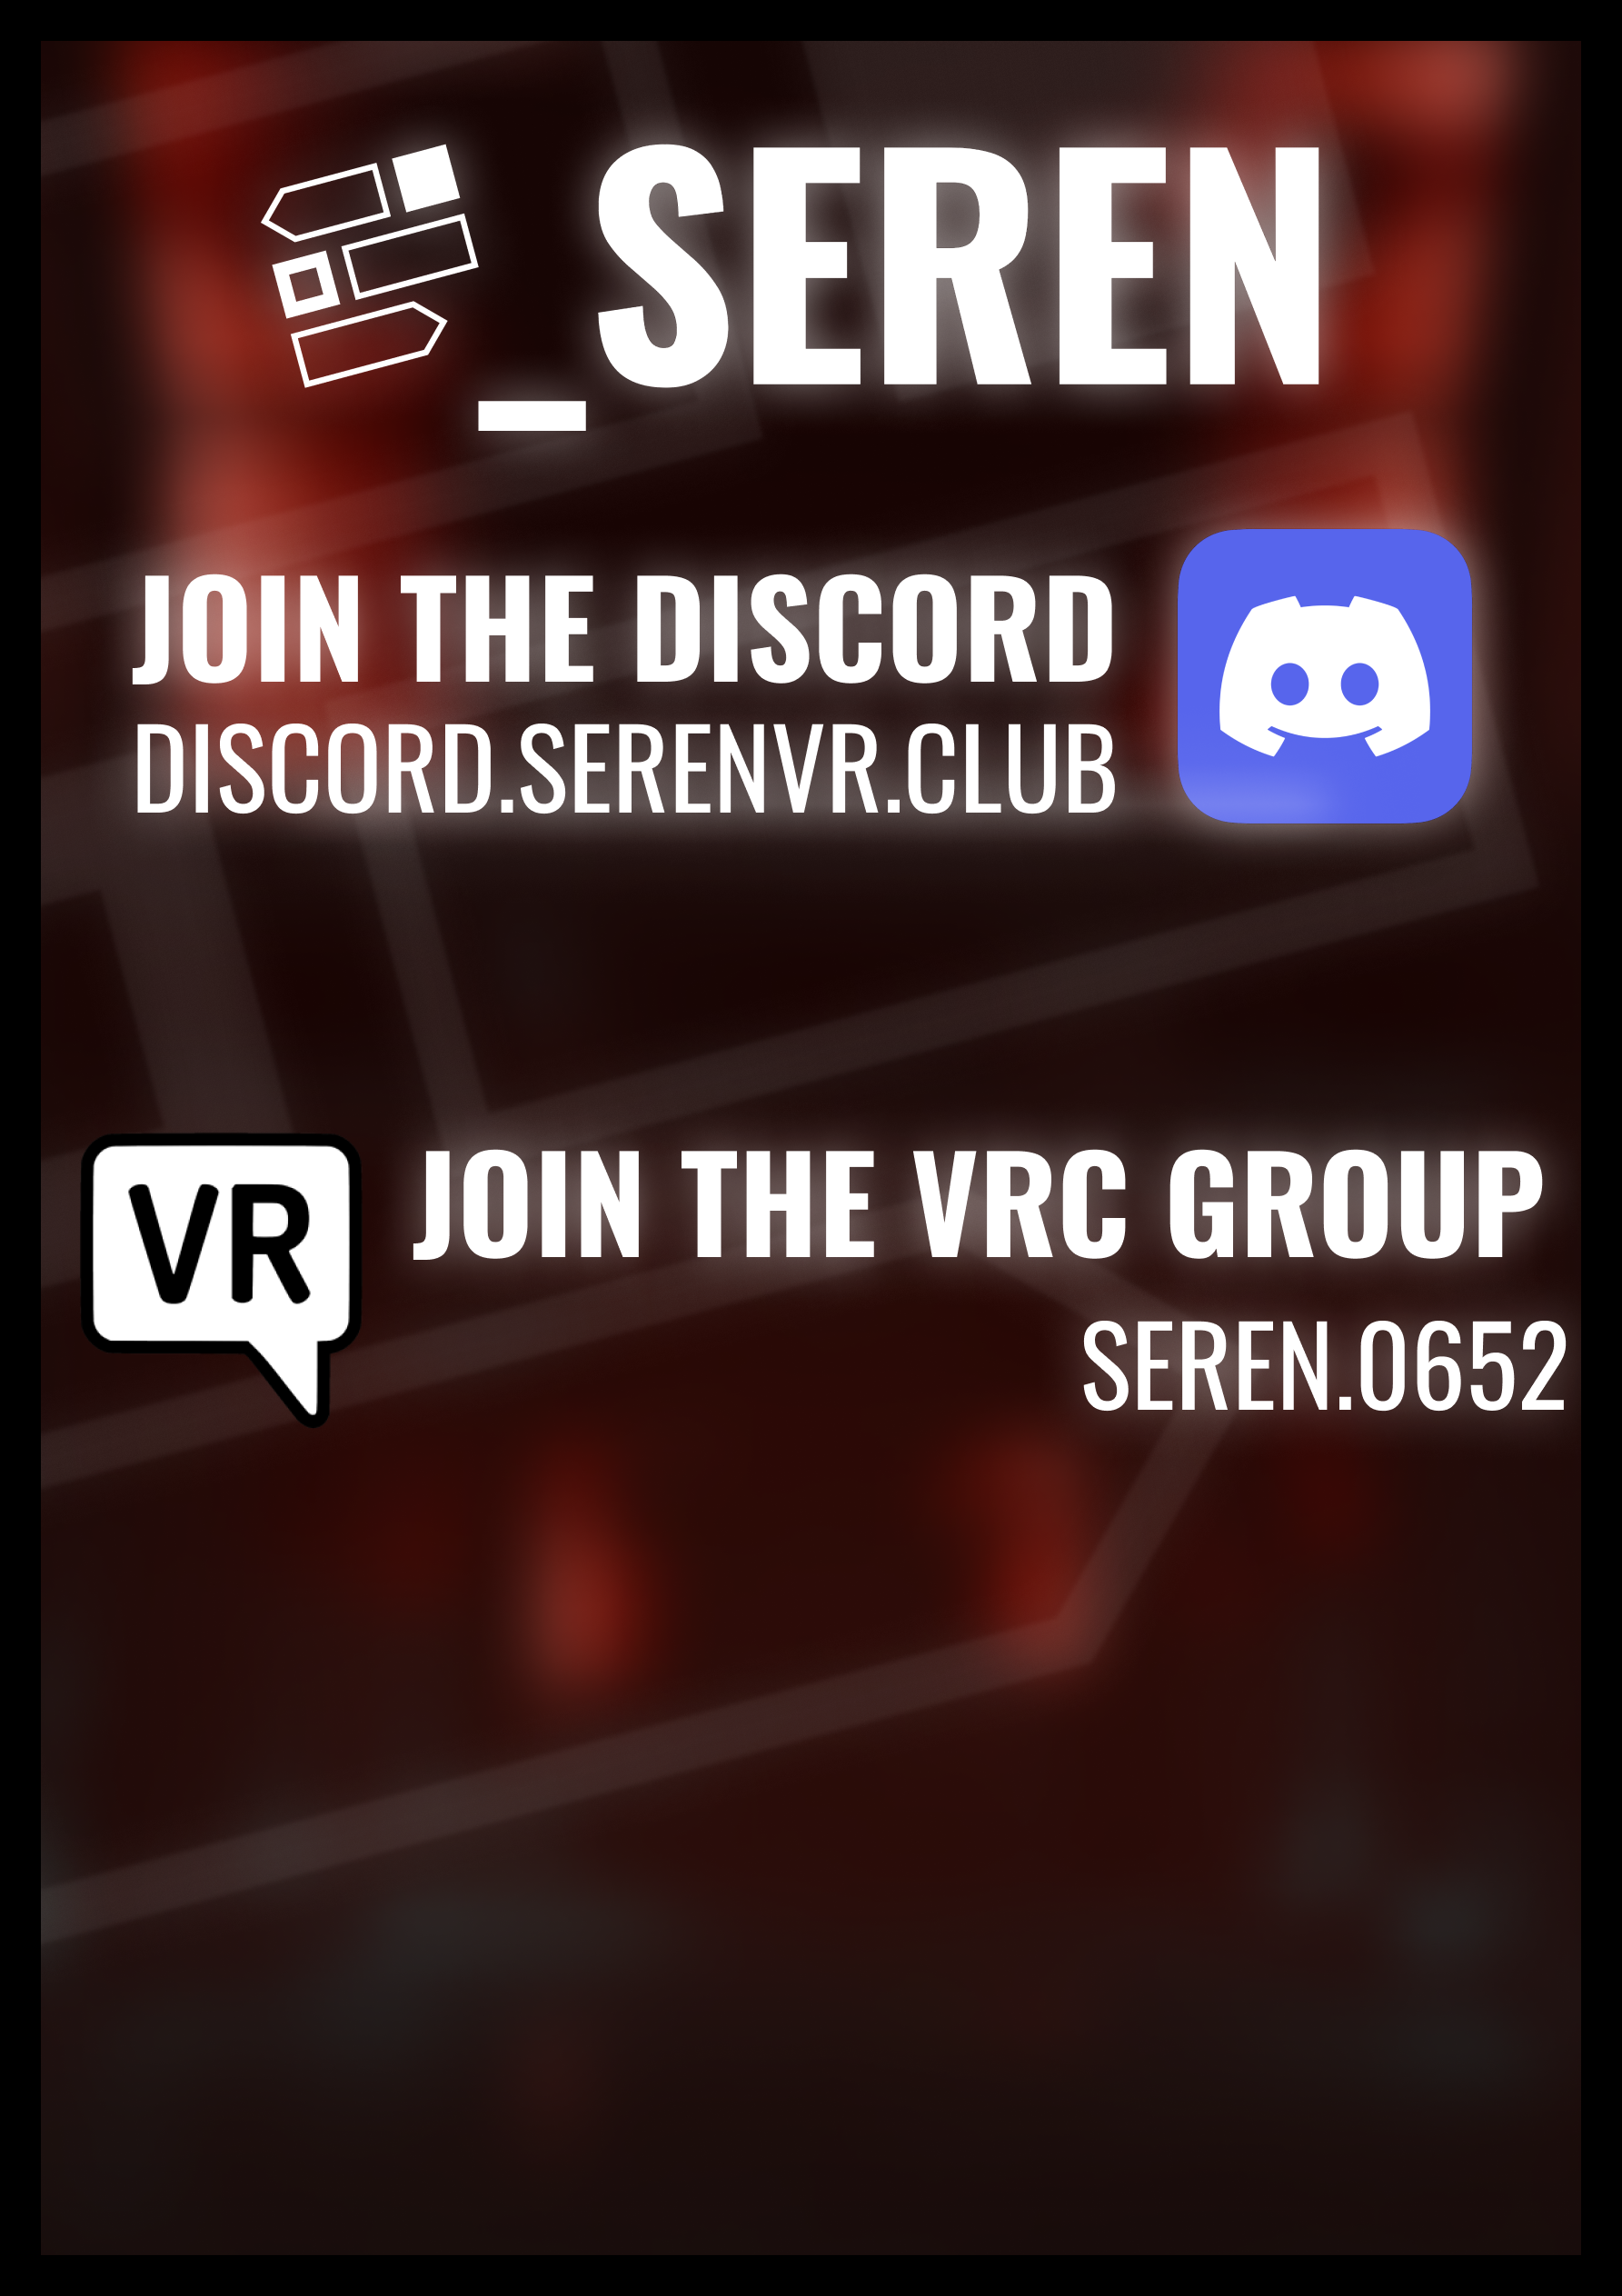 _SEREN
JOIN THE DISCORD
DISCORD.SERENVR.CLUB
VR
JOIN THE VRC GROUP
SEREN.0652